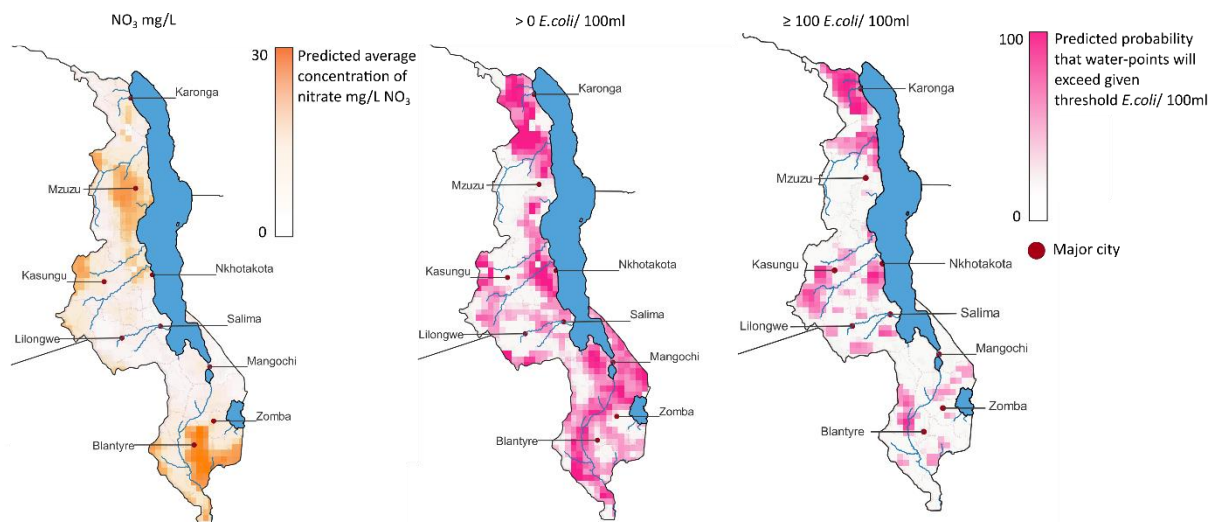 NO₃ mg/L
30
0
Predicted average
concentration of
nitrate mg/L NO₃
Karonga
Mzuzu
Kasungu
Nkhotakota
Salima
Lilongwe
Mangochi
Zomba
Blantyre
> 0 E.coli/ 100ml
Karonga
Mzuzu
Kasungu
Nkhotakota
Salima
Lilongwe
Mangochi
Zomba
Blantyre
≥ 100 E.coli/ 100ml
Karonga
Mzuzu
Kasungu
Nkhotakota
Salima
Lilongwe
Mangochi
Zomba
Blantyre
100
0
Predicted probability
that water-points will
exceed given
threshold E.coli/ 100ml
Major city